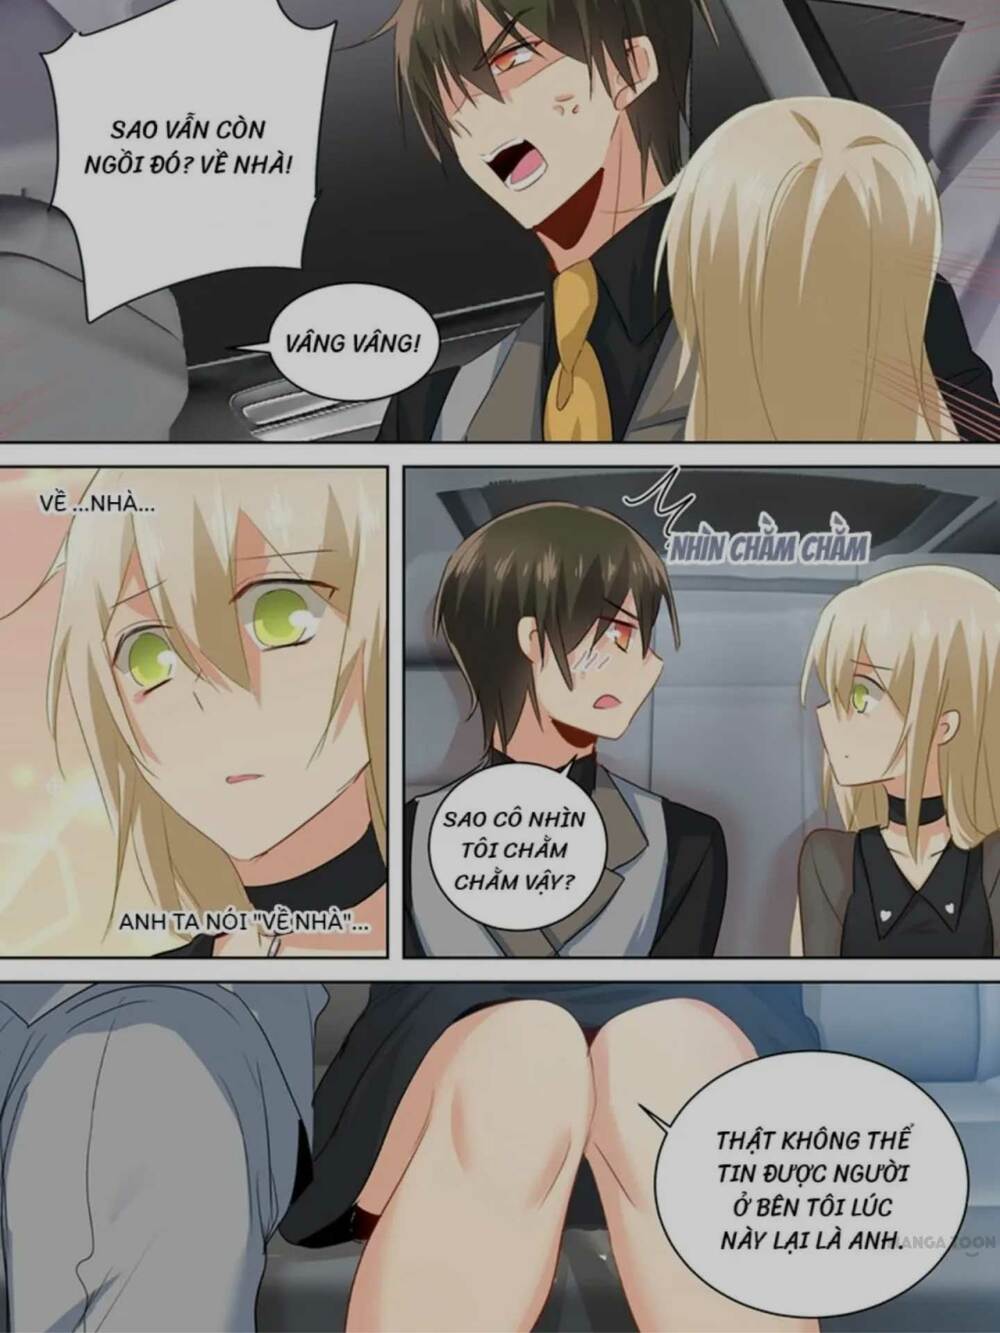 SAO VẪN CÒN
NGỒI ĐÓ? VỀ NHÀ!
VÂNG VÂNG!
VỀ ...NHÀ...
ANH TA NÓI "VỀ NHÀ"...
NHÌN CHẰM CHẰM
SAO CÔ NHÌN
TÔI CHẰM
CHẰM VẬY?
THẬT KHÔNG THỂ
TIN ĐƯỢC NGƯỜI
Ở BÊN TÔI LÚC
NÀY LẠI LÀ ANH.
MANGA TOON